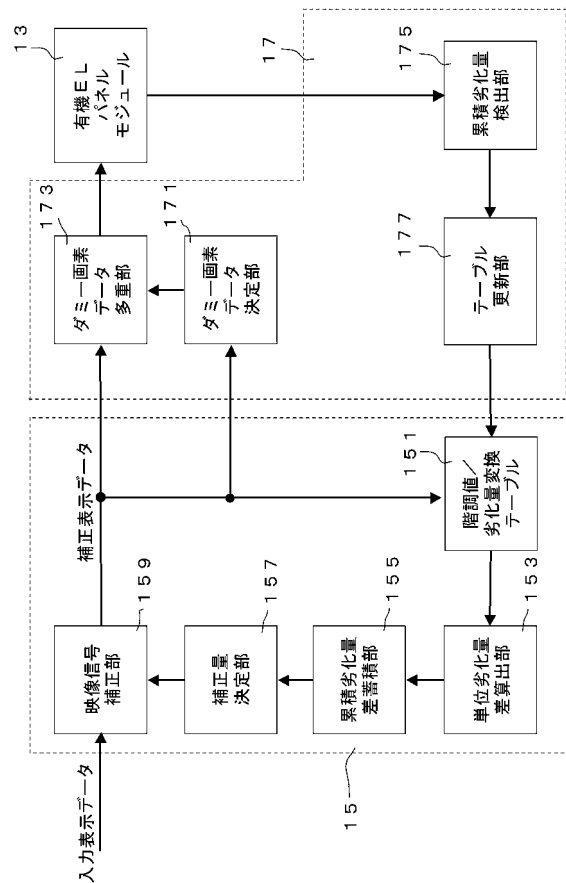 入力表示データ
映像信号
補正部
159
補正表示データ
ダミー画素
データ
多重部
173
有機EL
パネル
モジュール
13
補正量
決定部
157
ダミー画素
データ
決定部
171
17
累積劣化量
差蓄積部
155
15
単位劣化量
差算出部
153
階調値/
劣化量変換
テーブル
151
テーブル
更新部
177
累積劣化量
検出部
175